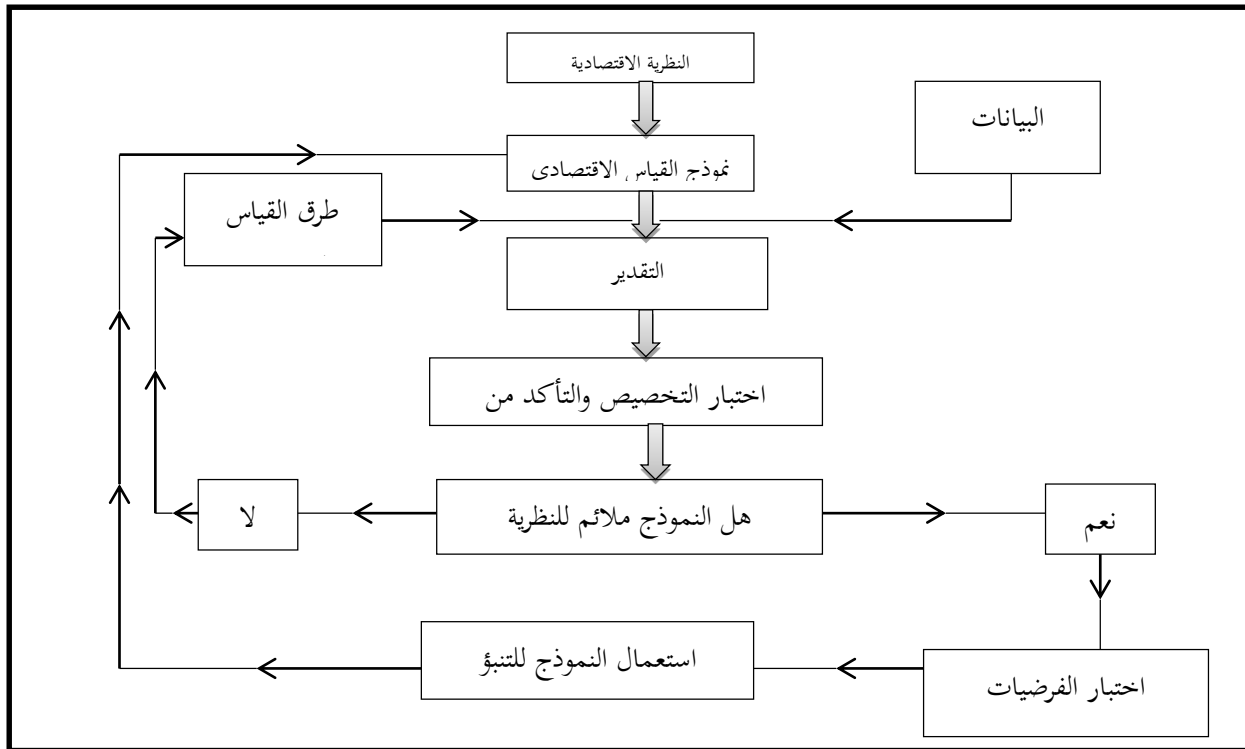 النظرية الاقتصادية
البيانات
نموذج القياس الاقتصادي
طرق القياس
التقدير
اختبار التخصيص والتأكد من
هل النموذج ملائم للنظرية
لا
نعم
استعمال النموذج للتنبؤ
اختبار الفرضيات